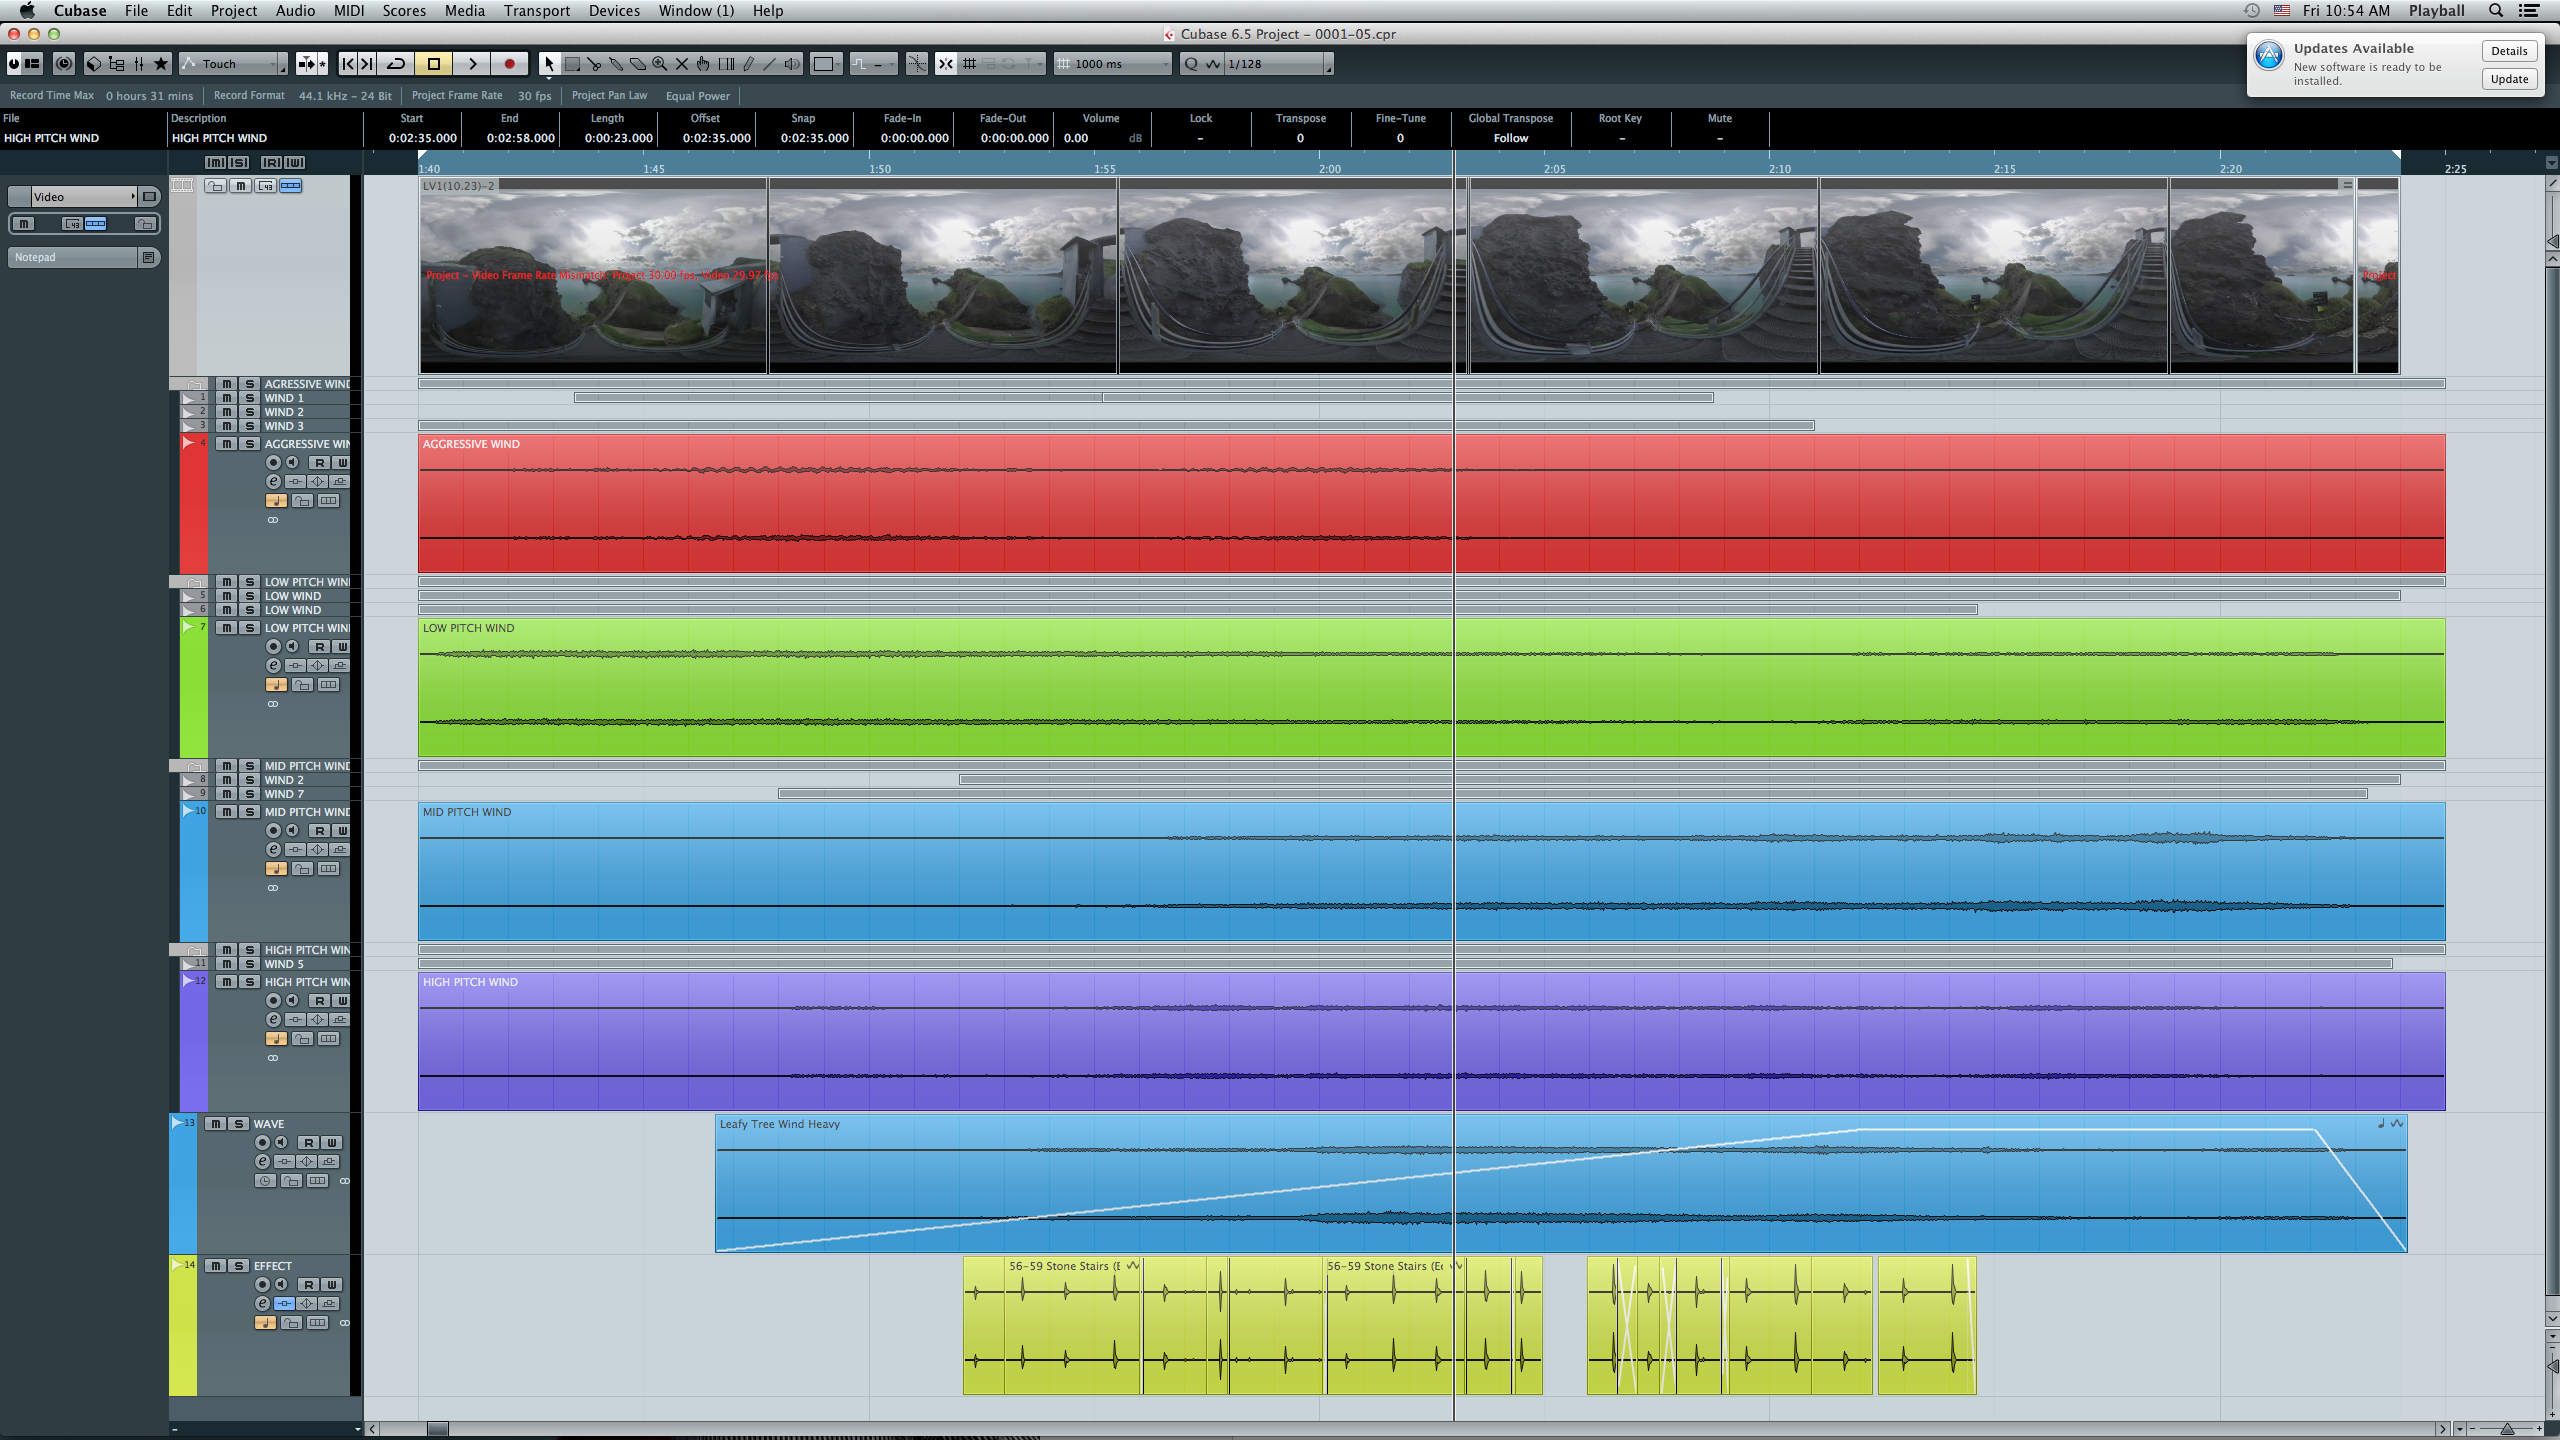 Cubase File Edit Project Audio MIDI Scores Media Transport Devices Window (1) Help
Fri 10:54 AM Playball
Cubase 6.5 Project - 0001-05.cpr
Updates Available
New software is ready to be
installed.
Details
Update
Touch
1000 ms
Q 1/128
Record Time Max 0 hours 31 mins Record Format 44.1 kHz - 24 Bit Project Frame Rate 30 fps Project Pan Law Equal Power
File Description Start End Length Offset Snap Fade-In Fade-Out Volume Lock Transpose Fine-Tune Global Transpose Root Key Mute
HIGH PITCH WIND HIGH PITCH WIND 0:02:35.000 0:02:58.000 0:00:23.000 0:02:35.000 0:02:35.000 0:00:00.000 0:00:00.000 0.00 dB - 0 0 Follow - -
[M] [S] [R] [W]
1:40 1:45 1:50 1:55 2:00 2:05 2:10 2:15 2:20 2:25
Video
m
Notepad
m
LV1(10.23)-2
Project - Video Frame Rate Mismatch. Project 30.00 fps, Video 29.97 fps
Project
m S AGRESSIVE WIND
1 m S WIND 1
2 m S WIND 2
3 m S WIND 3
4 m S AGGRESSIVE WIN
R W
e
AGGRESSIVE WIND
m S LOW PITCH WIN
5 m S LOW WIND
6 m S LOW WIND
7 m S LOW PITCH WIN
R W
e
LOW PITCH WIND
m S MID PITCH WIND
8 m S WIND 2
9 m S WIND 7
10 m S MID PITCH WIND
R W
e
MID PITCH WIND
m S HIGH PITCH WIN
11 m S WIND 5
12 m S HIGH PITCH WIN
R W
e
HIGH PITCH WIND
13 m S WAVE
R W
e
Leafy Tree Wind Heavy
14 m S EFFECT
R W
e
56-59 Stone Stairs (E
56-59 Stone Stairs (Ec